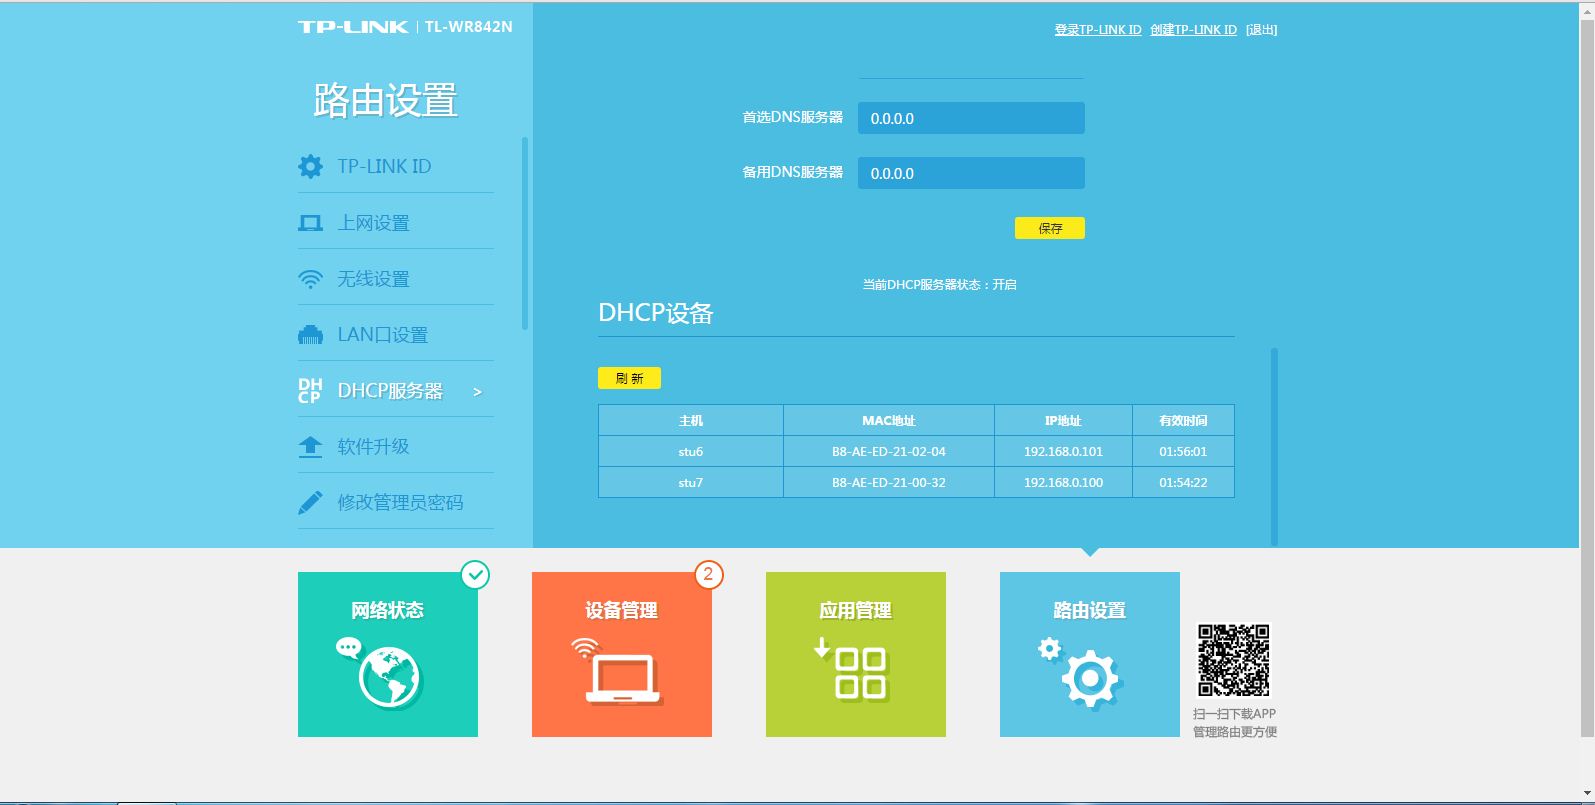 TP-LINK | TL-WR842N
登录TP-LINK ID 创建TP-LINK ID [退出]
路由设置
TP-LINK ID
上网设置
无线设置
LAN口设置
DHCP服务器 >
软件升级
修改管理员密码
首选DNS服务器 0.0.0.0
备用DNS服务器 0.0.0.0
保存
当前DHCP服务器状态：开启
DHCP设备
刷 新
主机 MAC地址 IP地址 有效时间
stu6 B8-AE-ED-21-02-04 192.168.0.101 01:56:01
stu7 B8-AE-ED-21-00-32 192.168.0.100 01:54:22
网络状态
2
设备管理
应用管理
路由设置
扫一扫下载APP
管理路由更方便